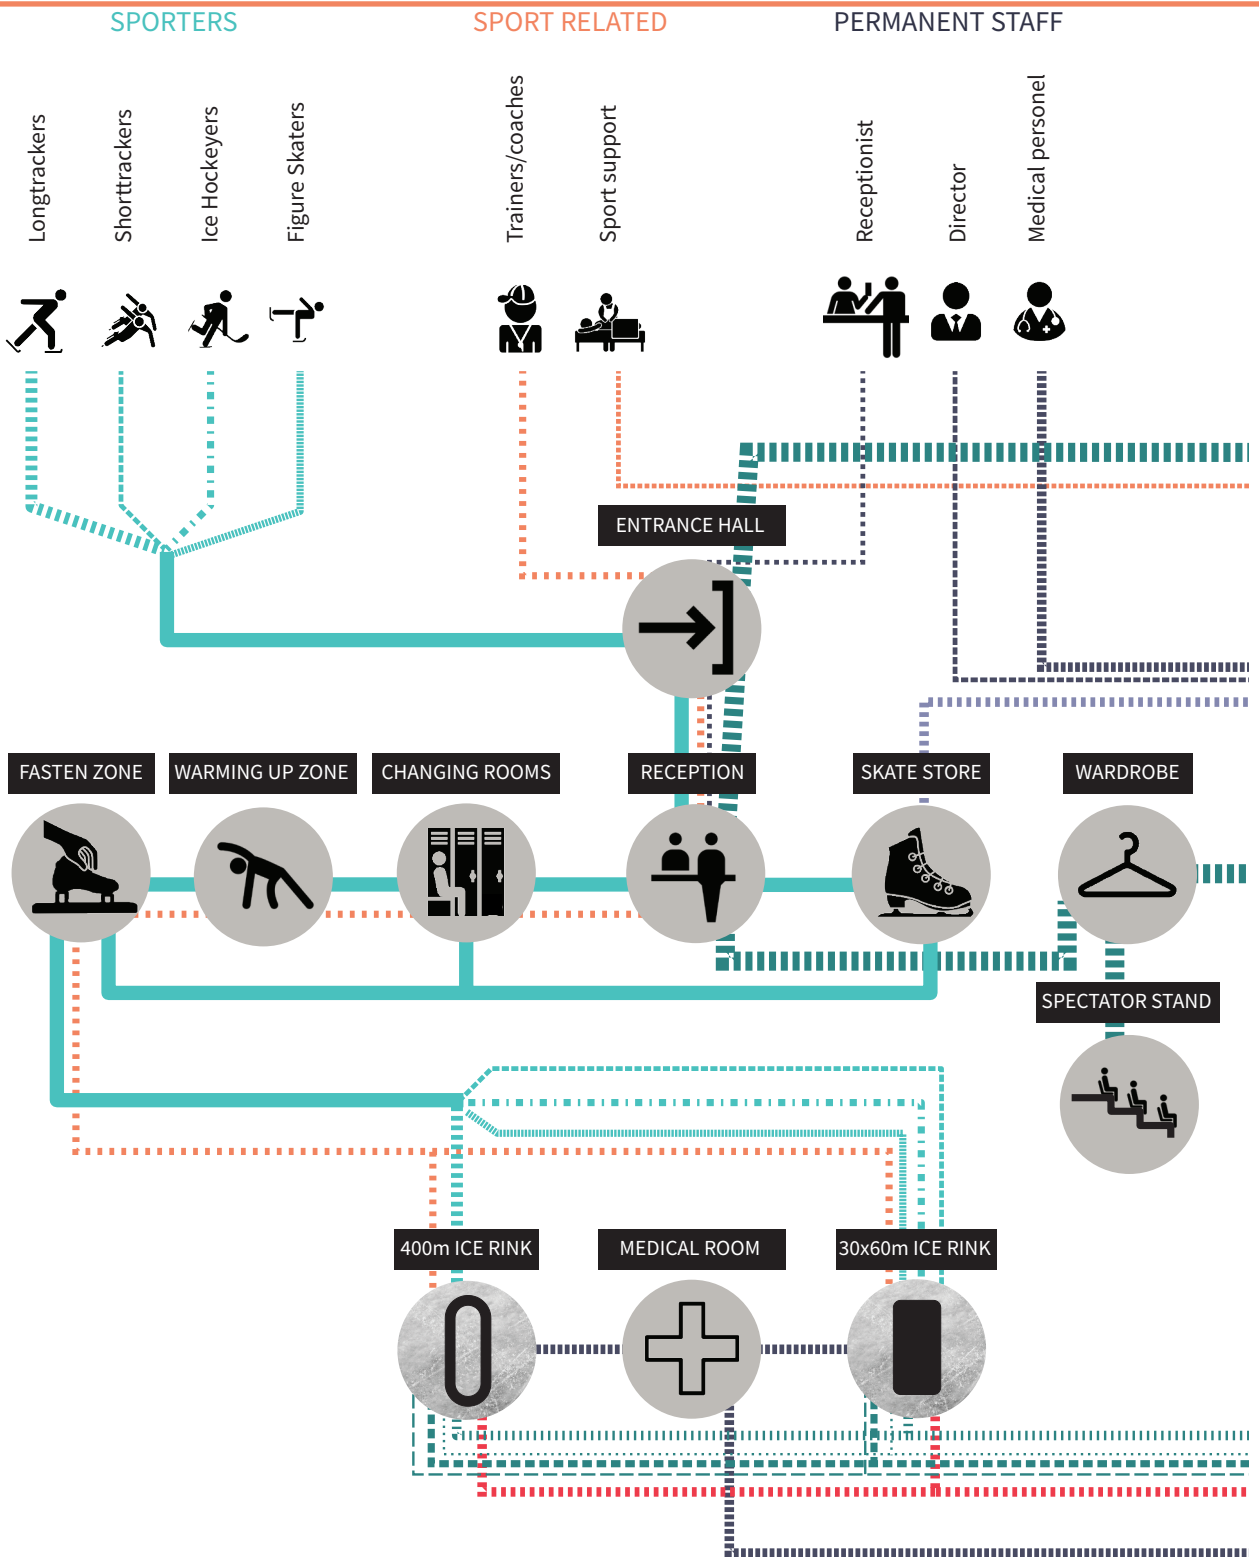 SPORTERS
SPORT RELATED
PERMANENT STAFF
Longtrackers
Shorttrackers
Ice Hockeyers
Figure Skaters
Trainers/coaches
Sport support
Receptionist
Director
Medical personel
ENTRANCE HALL
FASTEN ZONE
WARMING UP ZONE
CHANGING ROOMS
RECEPTION
SKATE STORE
WARDROBE
SPECTATOR STAND
400m ICE RINK
MEDICAL ROOM
30x60m ICE RINK